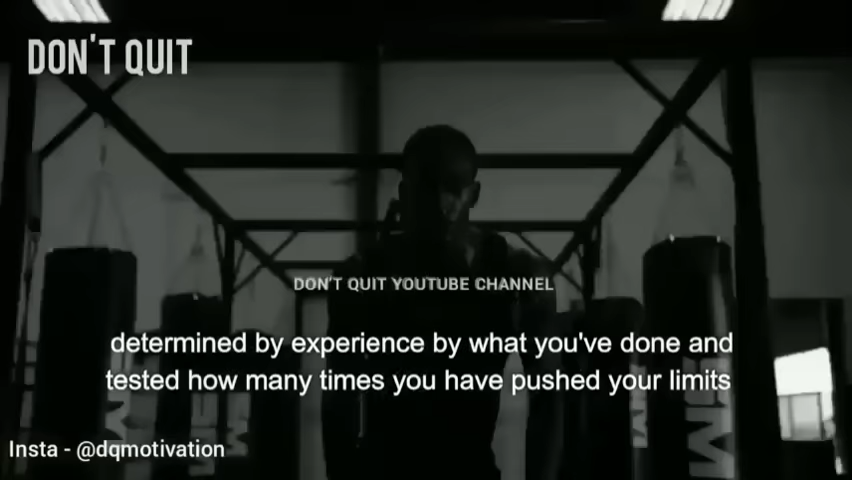 DON'T QUIT
DON'T QUIT YOUTUBE CHANNEL
determined by experience by what you've done and
tested how many times you have pushed your limits
Insta - @dqmotivation